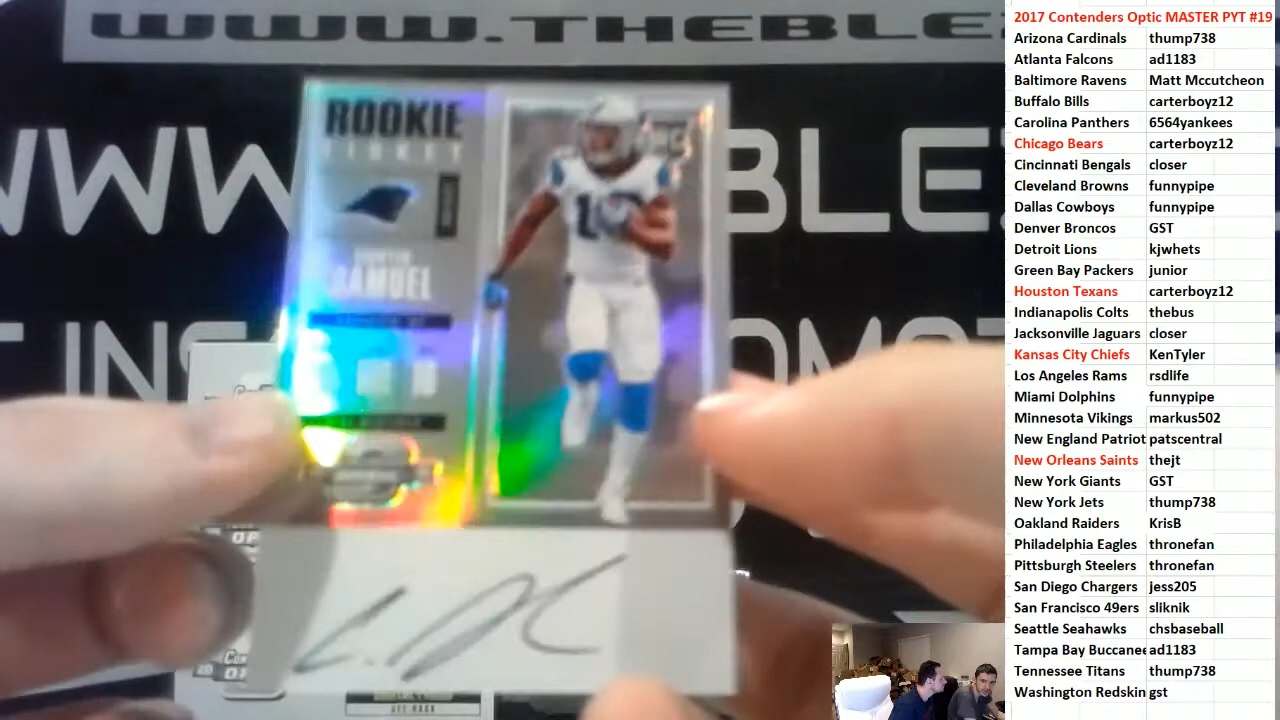 WWW.THEBLE
WWW
BLE
T INS
OMOT
ROOKIE
TICKET
SAMUEL
10
2017 Contenders Optic MASTER PYT #19
Arizona Cardinals thump738
Atlanta Falcons ad1183
Baltimore Ravens Matt Mccutcheon
Buffalo Bills carterboyz12
Carolina Panthers 6564yankees
Chicago Bears carterboyz12
Cincinnati Bengals closer
Cleveland Browns funnypipe
Dallas Cowboys funnypipe
Denver Broncos GST
Detroit Lions kjwhets
Green Bay Packers junior
Houston Texans carterboyz12
Indianapolis Colts thebus
Jacksonville Jaguars closer
Kansas City Chiefs KenTyler
Los Angeles Rams rsdlife
Miami Dolphins funnypipe
Minnesota Vikings markus502
New England Patriot patscentral
New Orleans Saints thejt
New York Giants GST
New York Jets thump738
Oakland Raiders KrisB
Philadelphia Eagles thronefan
Pittsburgh Steelers thronefan
San Diego Chargers jess205
San Francisco 49ers sliknik
Seattle Seahawks chsbaseball
Tampa Bay Buccanee ad1183
Tennessee Titans thump738
Washington Redskin gst